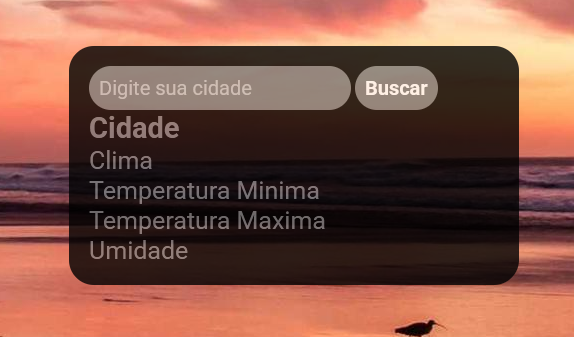 Digite sua cidade Buscar
Cidade
Clima
Temperatura Minima
Temperatura Maxima
Umidade